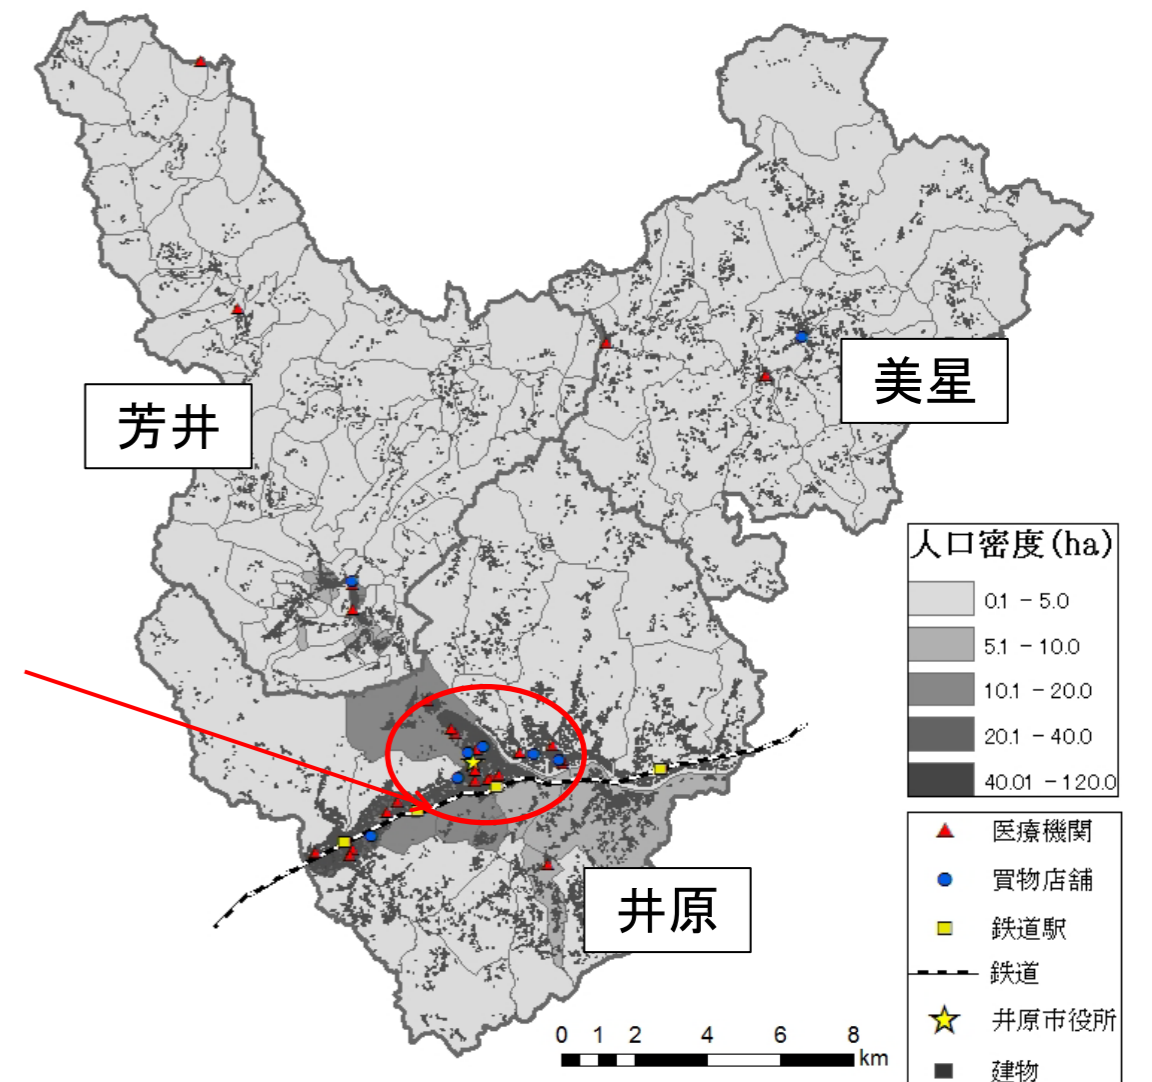 美星
芳井
井原
人口密度(ha)
0.1 - 5.0
5.1 - 10.0
10.1 - 20.0
20.1 - 40.0
40.01 - 120.0
医療機関
買物店舗
鉄道駅
鉄道
井原市役所
建物
0 1 2 4 6 8
km